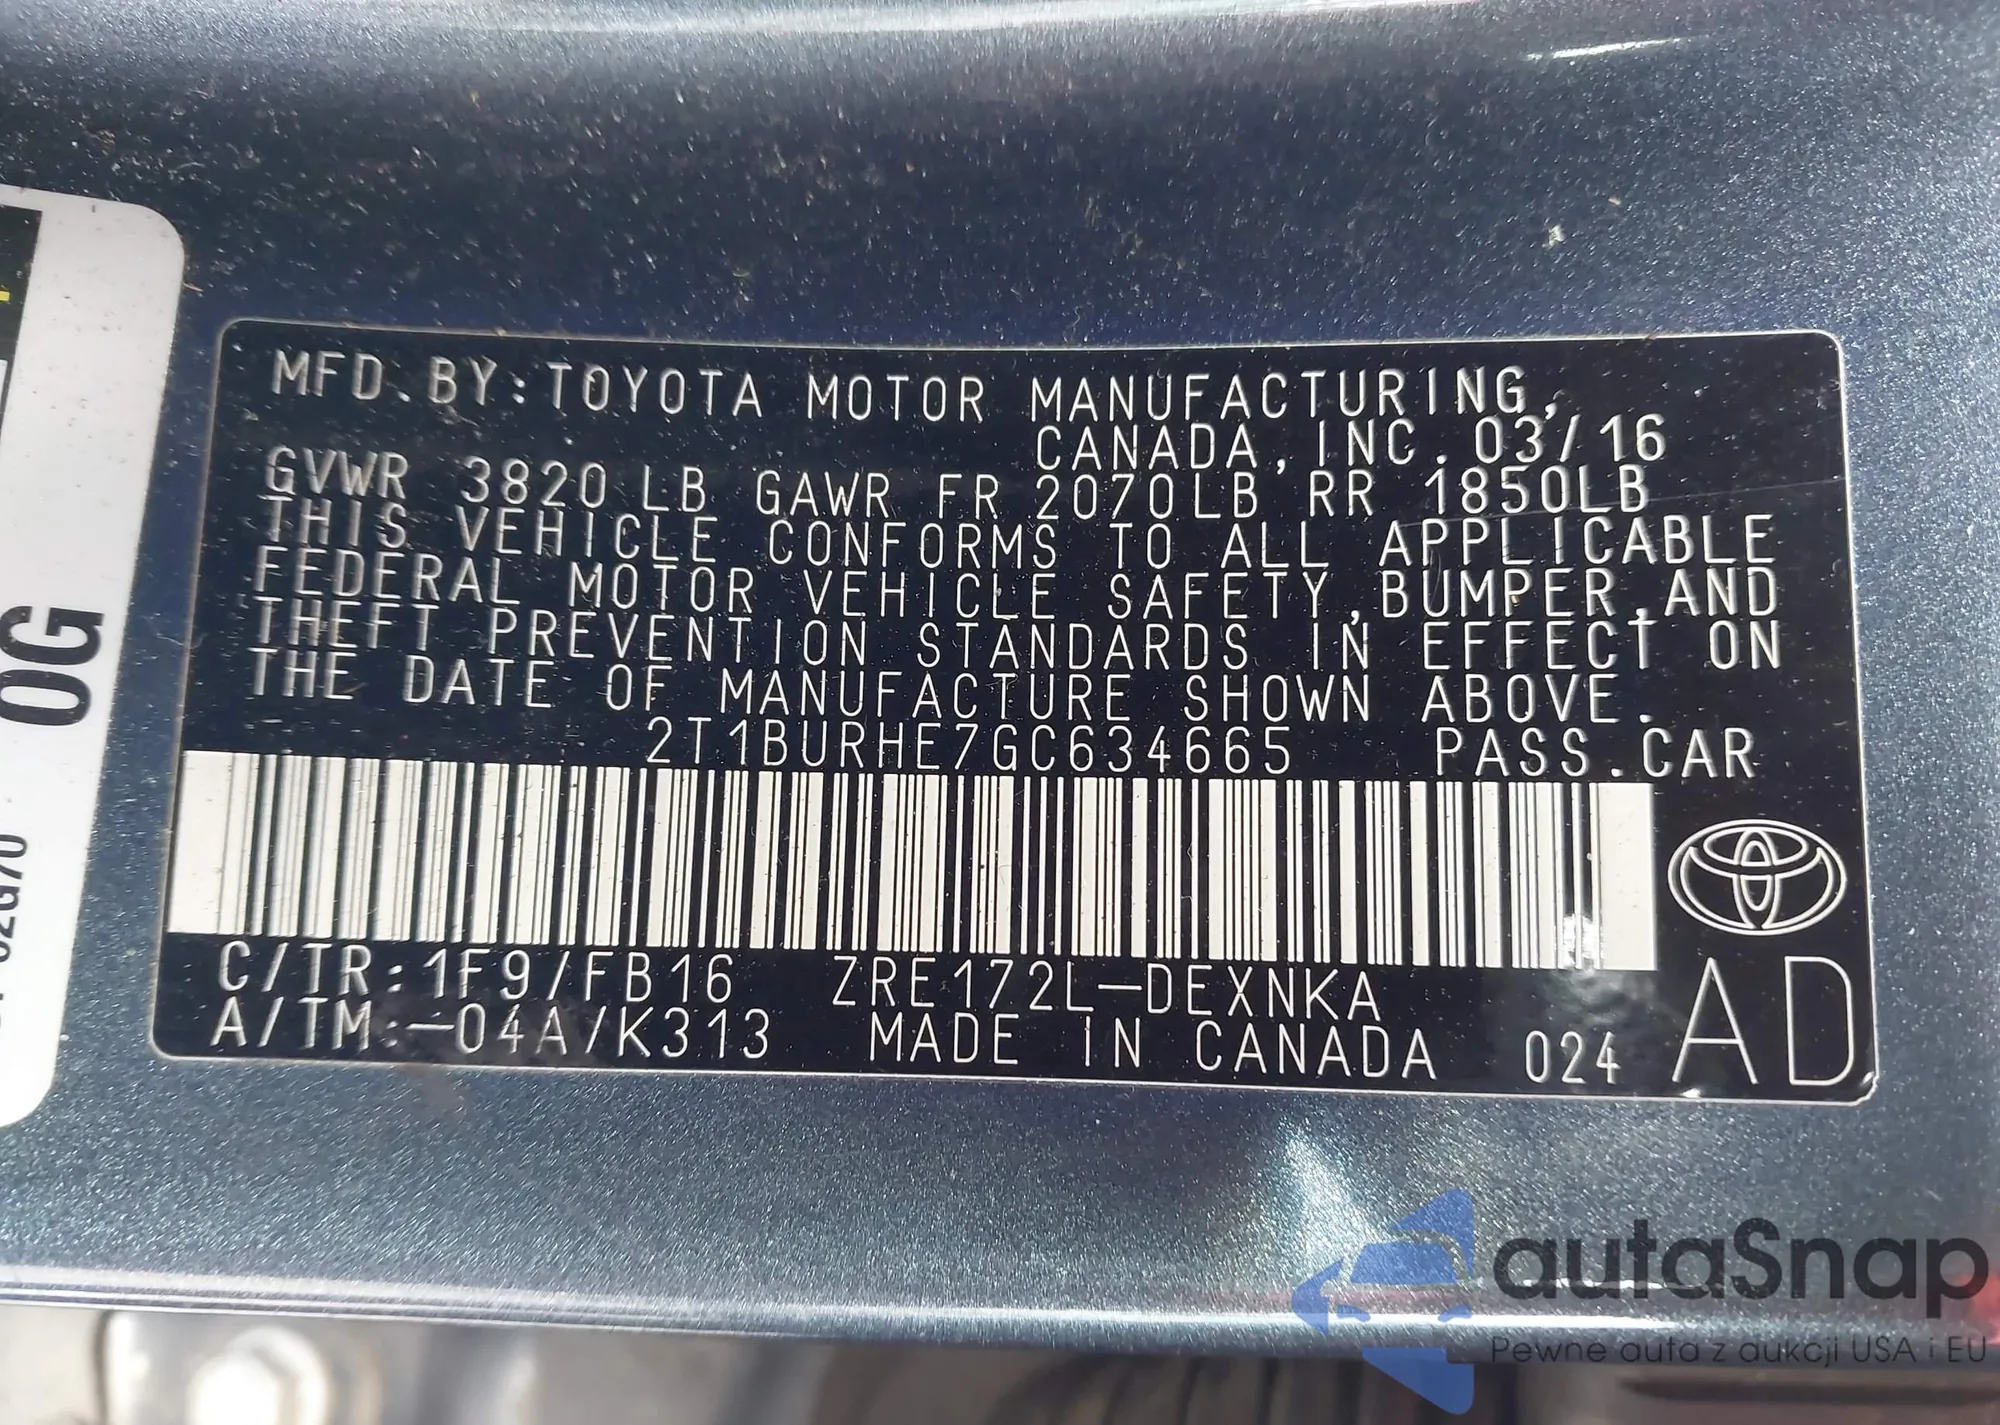 MFD.BY:TOYOTA MOTOR MANUFACTURING,
CANADA,INC.03/16
GVWR 3820LB GAWR FR 2070LB RR 1850LB
THIS VEHICLE CONFORMS TO ALL APPLICABLE
FEDERAL MOTOR VEHICLE SAFETY,BUMPER,AND
THEFT PREVENTION STANDARDS IN EFFECT ON
THE DATE OF MANUFACTURE SHOWN ABOVE.
2T1BURHE7GC634665 PASS.CAR
C/TR:1F9/FB16 ZRE172L-DEXNKA
A/TM:-04A/K313 MADE IN CANADA 024 AD
0G
autaSnap
Pewne auta z aukcji USA i EU